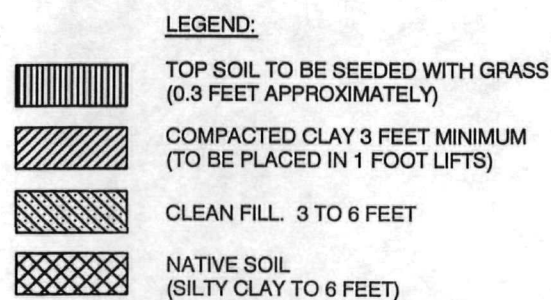 LEGEND:
TOP SOIL TO BE SEEDED WITH GRASS
(0.3 FEET APPROXIMATELY)
COMPACTED CLAY 3 FEET MINIMUM
(TO BE PLACED IN 1 FOOT LIFTS)
CLEAN FILL. 3 TO 6 FEET
NATIVE SOIL
(SILTY CLAY TO 6 FEET)